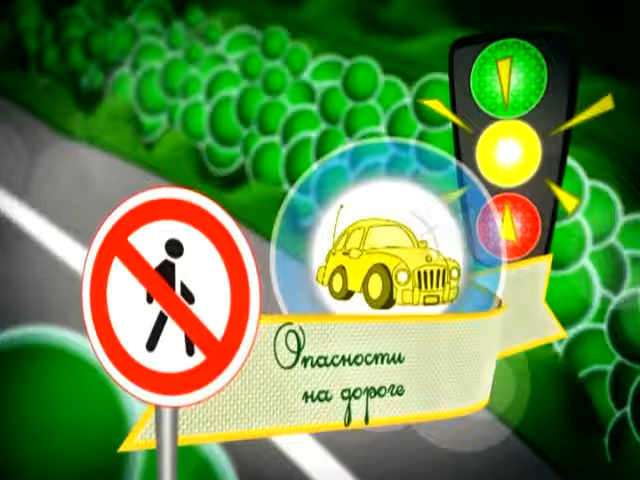 Опасности
на дороге